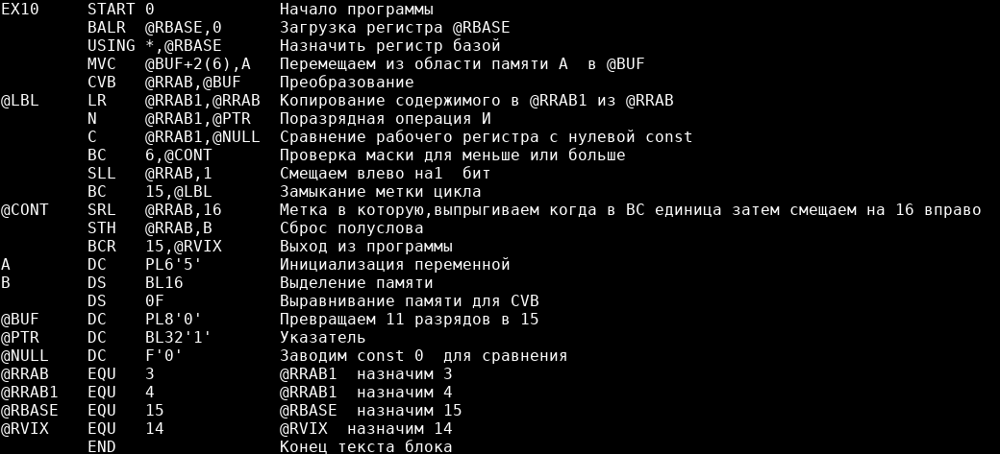 EX10     START 0             Начало программы
         BALR  @RBASE,0      Загрузка регистра @RBASE
         USING *,@RBASE      Назначить регистр базой
         MVC   @BUF+2(6),A   Перемещаем из области памяти A  в @BUF
         CVB   @RRAB,@BUF    Преобразование
@LBL     LR    @RRAB1,@RRAB  Копирование содержимого в @RRAB1 из @RRAB
         N     @RRAB1,@PTR   Поразрядная операция И
         C     @RRAB1,@NULL  Сравнение рабочего регистра с нулевой const
         BC    6,@CONT       Проверка маски для меньше или больше
         SLL   @RRAB,1       Смещаем влево на1  бит
         BC    15,@LBL       Замыкание метки цикла
@CONT    SRL   @RRAB,16      Метка в которую,выпрыгиваем когда в BC единица затем смещаем на 16 вправо
         STH   @RRAB,B       Сброс полуслова
         BCR   15,@RVIX      Выход из программы
A        DC    PL6'5'        Инициализация переменной
B        DS    BL16          Выделение памяти
         DS    0F            Выравнивание памяти для CVB
@BUF     DC    PL8'0'        Превращаем 11 разрядов в 15
@PTR     DC    BL32'1'       Указатель
@NULL    DC    F'0'          Заводим const 0  для сравнения
@RRAB    EQU   3             @RRAB1  назначим 3
@RRAB1   EQU   4             @RRAB1  назначим 4
@RBASE   EQU   15            @RBASE  назначим 15
@RVIX    EQU   14            @RVIX  назначим 14
         END                 Конец текста блока